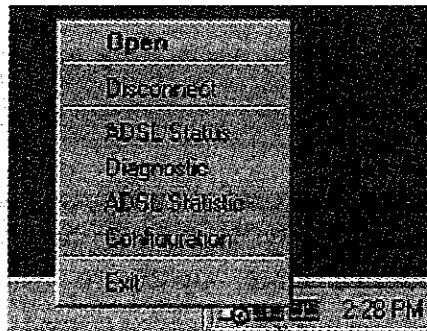 Open
Disconnect
ADSL Status
Diagnostic
ADSL Statistic
Configuration
Exit
2:28 PM